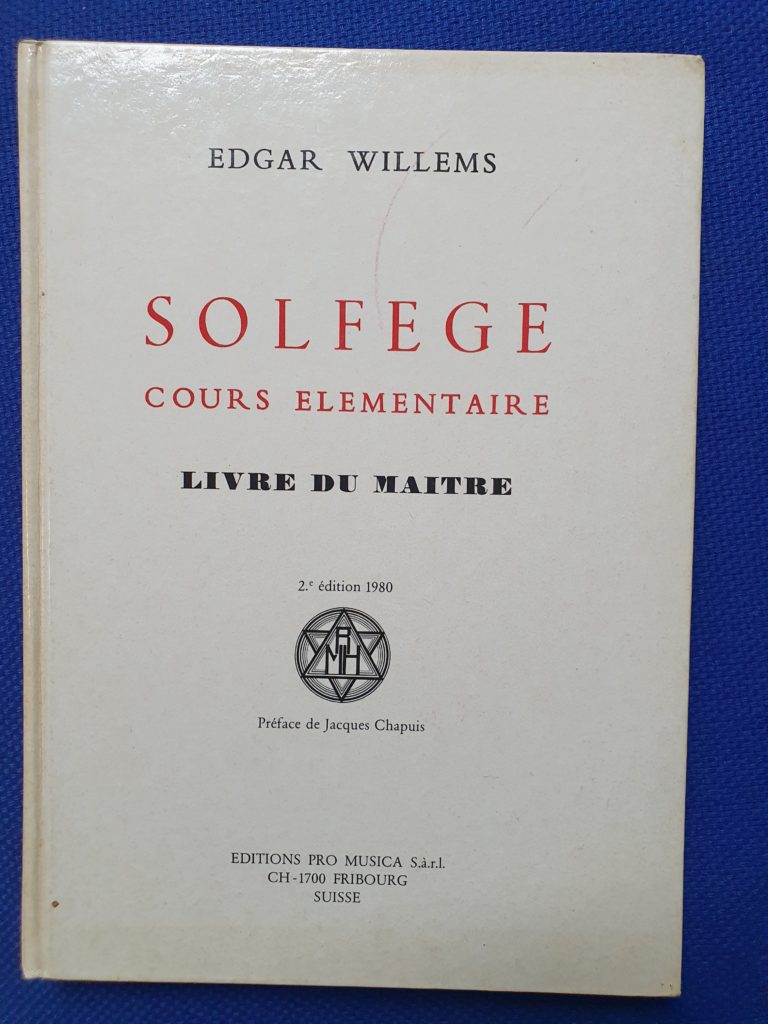 EDGAR WILLEMS
SOLFEGE
COURS ELEMENTAIRE
LIVRE DU MAITRE
2.e édition 1980
Préface de Jacques Chapuis
EDITIONS PRO MUSICA S.à.r.l.
CH-1700 FRIBOURG
SUISSE